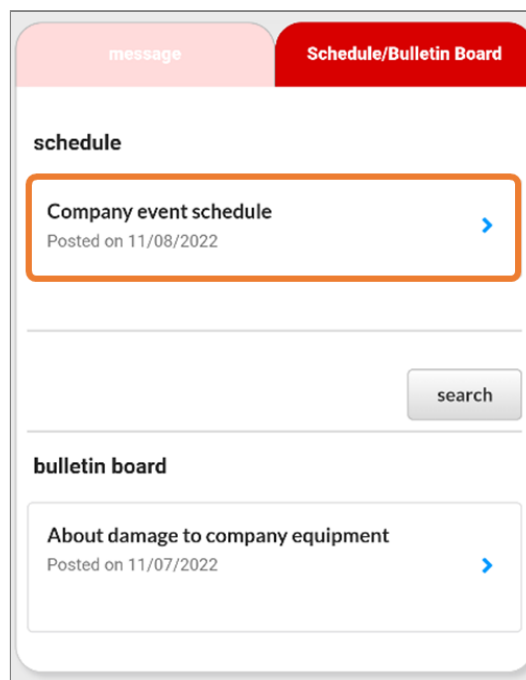 message
Schedule/Bulletin Board
schedule
Company event schedule
Posted on 11/08/2022
search
bulletin board
About damage to company equipment
Posted on 11/07/2022